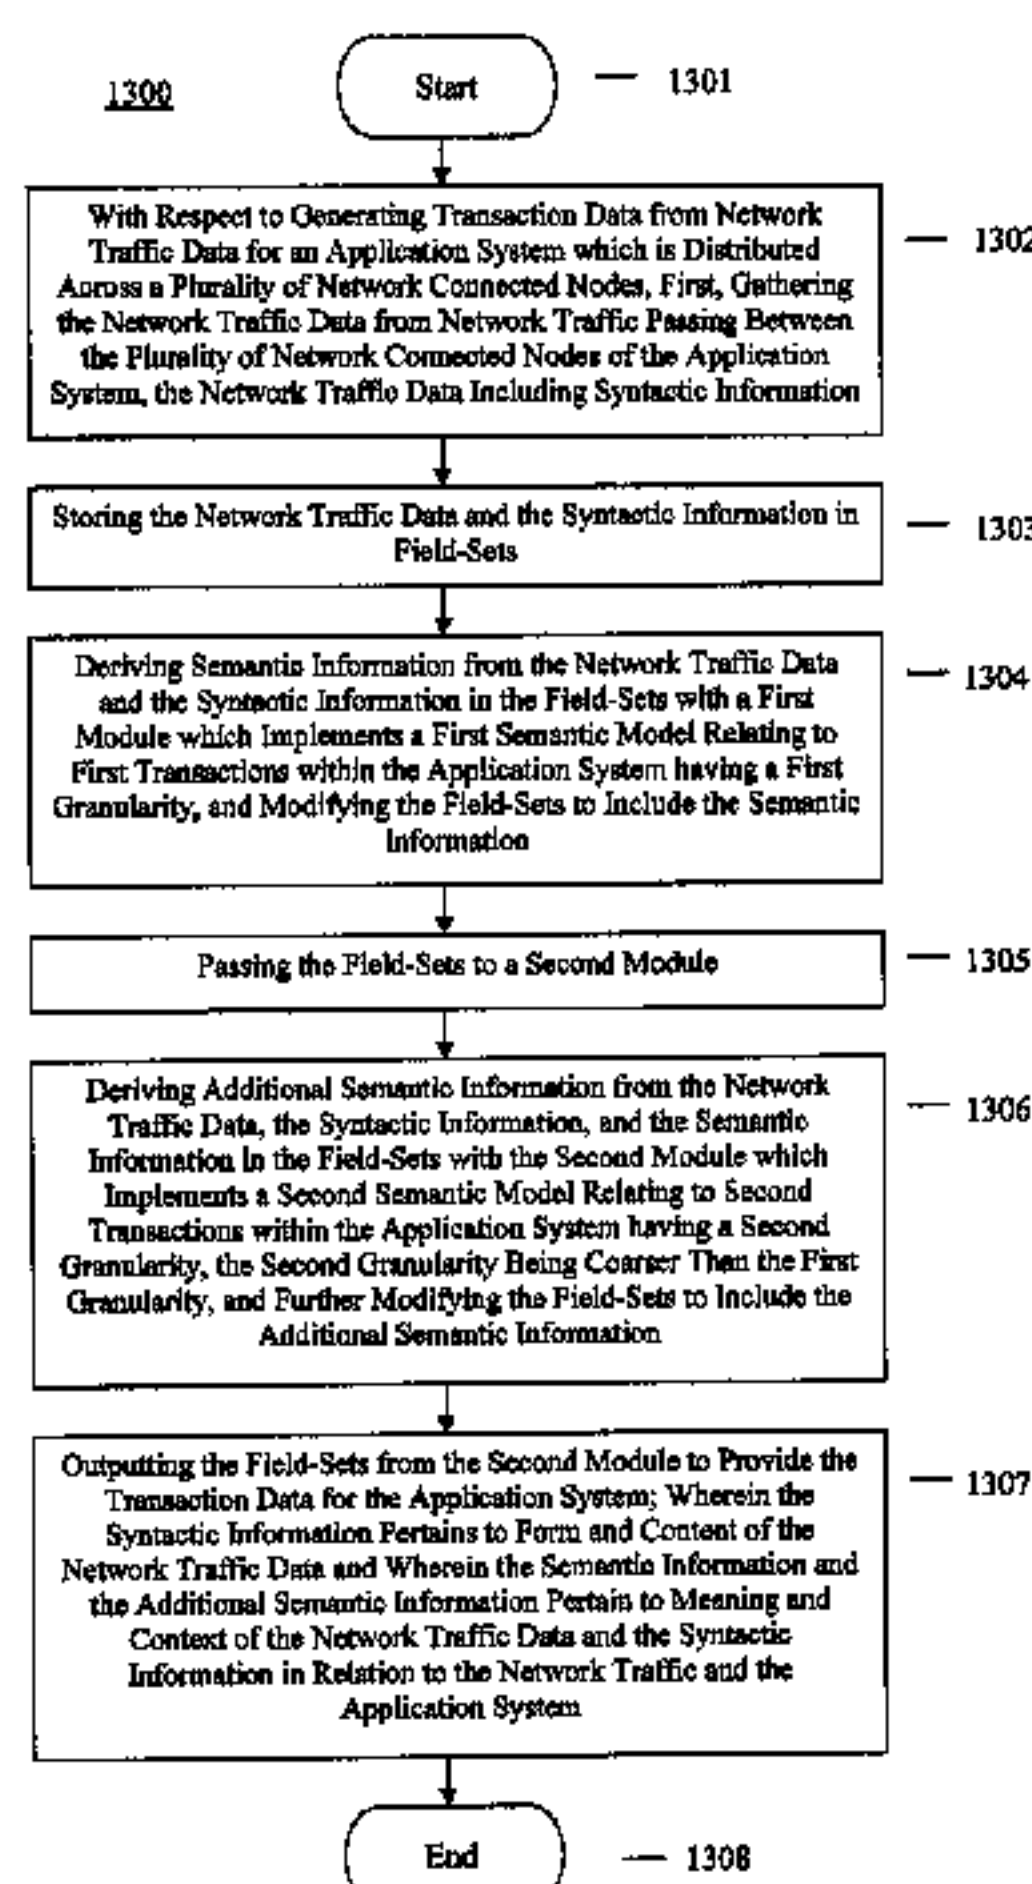 1300
Start
1301
With Respect to Generating Transaction Data from Network
Traffic Data for an Application System which is Distributed
Across a Plurality of Network Connected Nodes, First, Gathering
the Network Traffic Data from Network Traffic Passing Between
the Plurality of Network Connected Nodes of the Application
System, the Network Traffic Data Including Syntactic Information
1302
Storing the Network Traffic Data and the Syntactic Information in
Field-Sets
1303
Deriving Semantic Information from the Network Traffic Data
and the Syntactic Information in the Field-Sets with a First
Module which Implements a First Semantic Model Relating to
First Transactions within the Application System having a First
Granularity, and Modifying the Field-Sets to Include the Semantic
Information
1304
Passing the Field-Sets to a Second Module
1305
Deriving Additional Semantic Information from the Network
Traffic Data, the Syntactic Information, and the Semantic
Information in the Field-Sets with the Second Module which
Implements a Second Semantic Model Relating to Second
Transactions within the Application System having a Second
Granularity, the Second Granularity Being Coarser Than the First
Granularity, and Further Modifying the Field-Sets to Include the
Additional Semantic Information
1306
Outputting the Field-Sets from the Second Module to Provide the
Transaction Data for the Application System; Wherein the
Syntactic Information Pertains to Form and Content of the
Network Traffic Data and Wherein the Semantic Information and
the Additional Semantic Information Pertain to Meaning and
Context of the Network Traffic Data and the Syntactic
Information in Relation to the Network Traffic and the
Application System
1307
End
1308